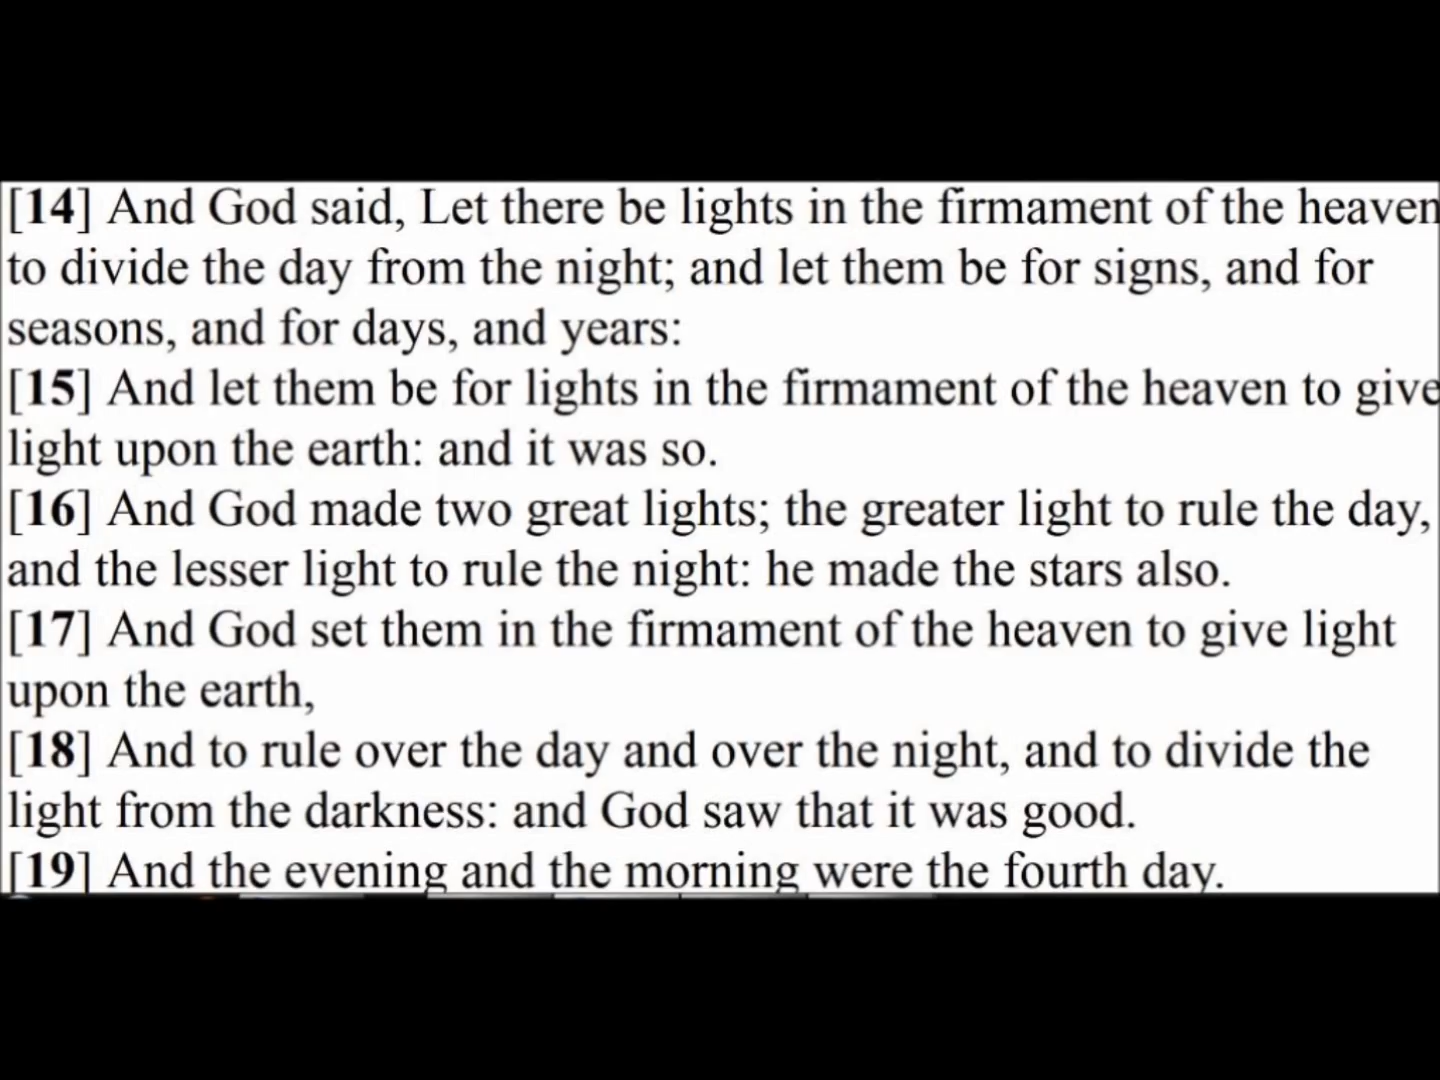 [14] And God said, Let there be lights in the firmament of the heaven
to divide the day from the night; and let them be for signs, and for
seasons, and for days, and years:
[15] And let them be for lights in the firmament of the heaven to give
light upon the earth: and it was so.
[16] And God made two great lights; the greater light to rule the day,
and the lesser light to rule the night: he made the stars also.
[17] And God set them in the firmament of the heaven to give light
upon the earth,
[18] And to rule over the day and over the night, and to divide the
light from the darkness: and God saw that it was good.
[19] And the evening and the morning were the fourth day.